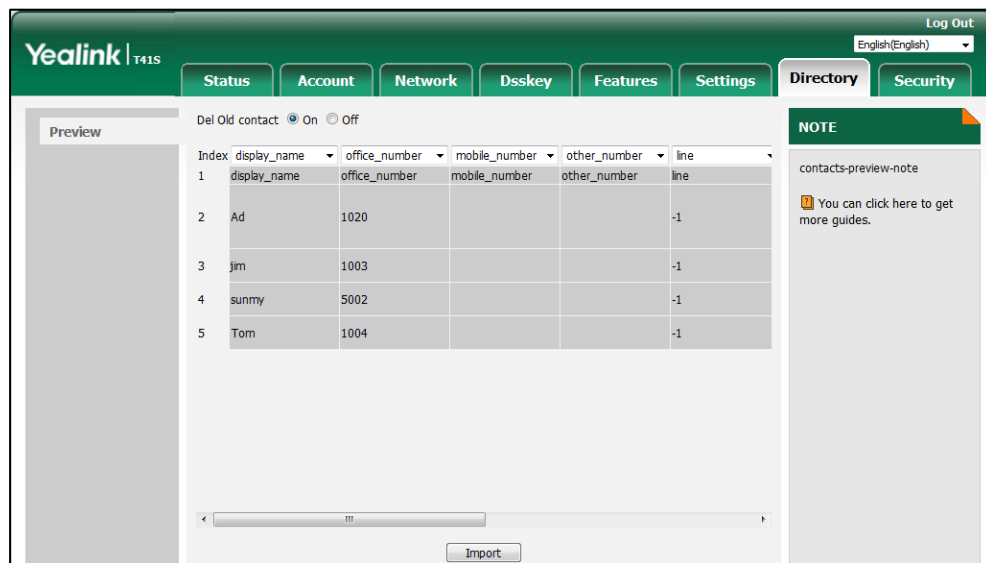 Log Out
Yealink | T41S
English(English)
Status Account Network Dsskey Features Settings Directory Security
Preview
Del Old contact On Off
Index display_name office_number mobile_number other_number line
1 display_name office_number mobile_number other_number line
2 Ad 1020 -1
3 jim 1003 -1
4 sunmy 5002 -1
5 Tom 1004 -1
Import
NOTE
contacts-preview-note
? You can click here to get
more guides.